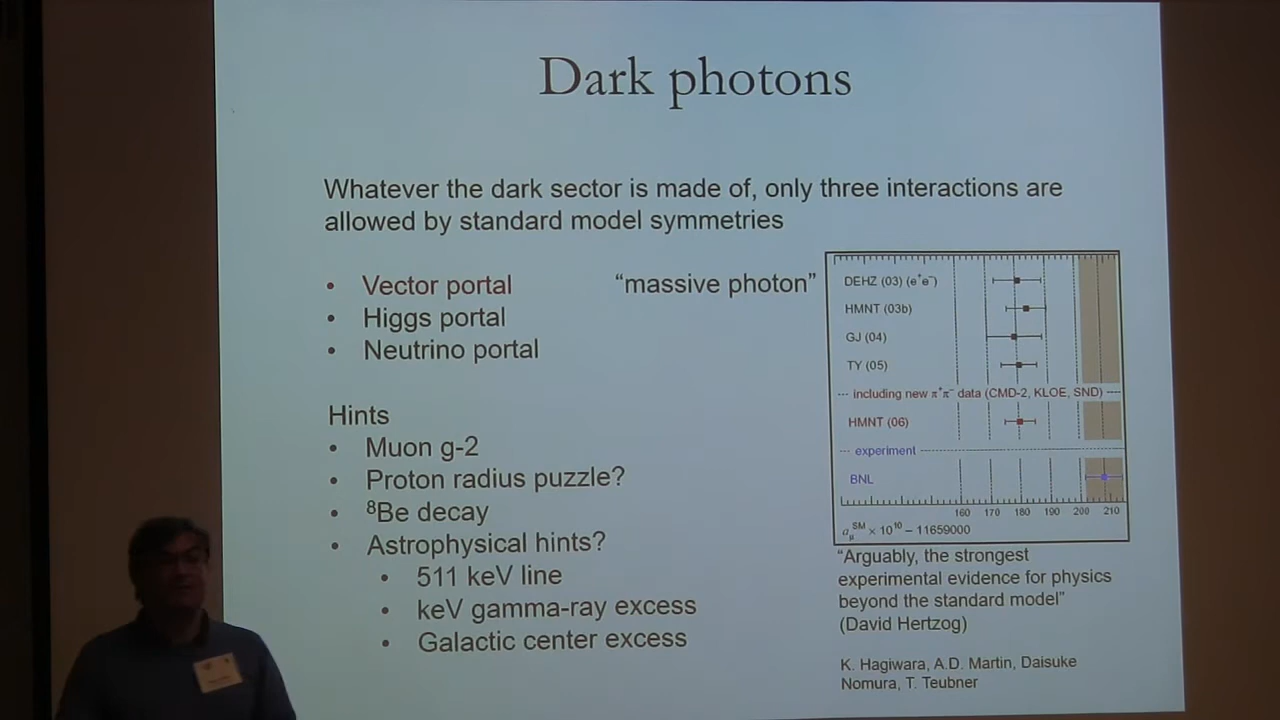 Dark photons
Whatever the dark sector is made of, only three interactions are
allowed by standard model symmetries
• Vector portal
"massive photon"
• Higgs portal
• Neutrino portal
Hints
• Muon g-2
• Proton radius puzzle?
• ⁸Be decay
• Astrophysical hints?
• 511 keV line
• keV gamma-ray excess
• Galactic center excess
DEHZ (03) (e⁺e⁻)
HMNT (03b)
GJ (04)
TY (05)
--- including new π⁺π⁻ data (CMD-2, KLOE, SND) ---
HMNT (06)
--- experiment
BNL
160 170 180 190 200 210
aμSM × 10¹⁰ – 11659000
"Arguably, the strongest
experimental evidence for physics
beyond the standard model"
(David Hertzog)
K. Hagiwara, A.D. Martin, Daisuke
Nomura, T. Teubner